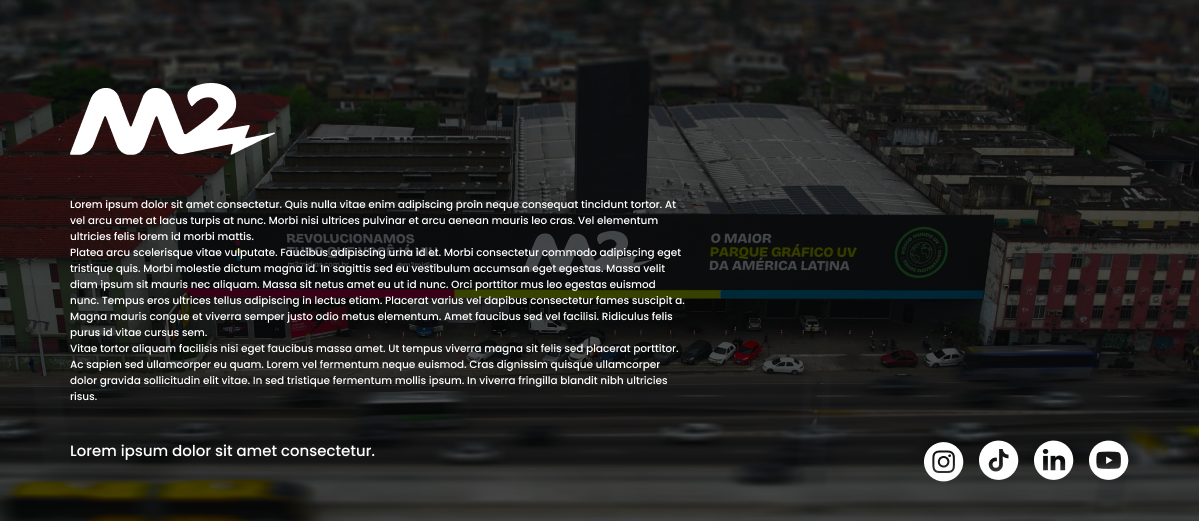 M2
Lorem ipsum dolor sit amet consectetur. Quis nulla vitae enim adipiscing proin neque consequat tincidunt tortor. At
vel arcu amet at lacus turpis at nunc. Morbi nisi ultrices pulvinar et arcu aenean mauris leo cras. Vel elementum
ultricies felis lorem id morbi mattis.
Platea arcu scelerisque vitae vulputate. Faucibus adipiscing urna id et. Morbi consectetur commodo adipiscing eget
tristique quis. Morbi molestie dictum magna id. In sagittis sed eu vestibulum accumsan eget egestas. Massa velit
diam ipsum sit mauris nec aliquam. Massa sit netus amet eu ut id nunc. Orci porttitor mus leo egestas euismod
nunc. Tempus eros ultrices tellus adipiscing in lectus etiam. Placerat varius vel dapibus consectetur fames suscipit a.
Magna mauris congue et viverra semper justo odio metus elementum. Amet faucibus sed vel facilisi. Ridiculus felis
purus id vitae cursus sem.
Vitae tortor aliquam facilisis nisi eget faucibus massa amet. Ut tempus viverra magna sit felis sed placerat porttitor.
Ac sapien sed ullamcorper eu quam. Lorem vel fermentum neque euismod. Cras dignissim quisque ullamcorper
dolor gravida sollicitudin elit vitae. In sed tristique fermentum mollis ipsum. In viverra fringilla blandit nibh ultricies
risus.
REVOLUCIONAMOS
M2
O MAIOR
PARQUE GRÁFICO UV
DA AMÉRICA LATINA
Lorem ipsum dolor sit amet consectetur.
in